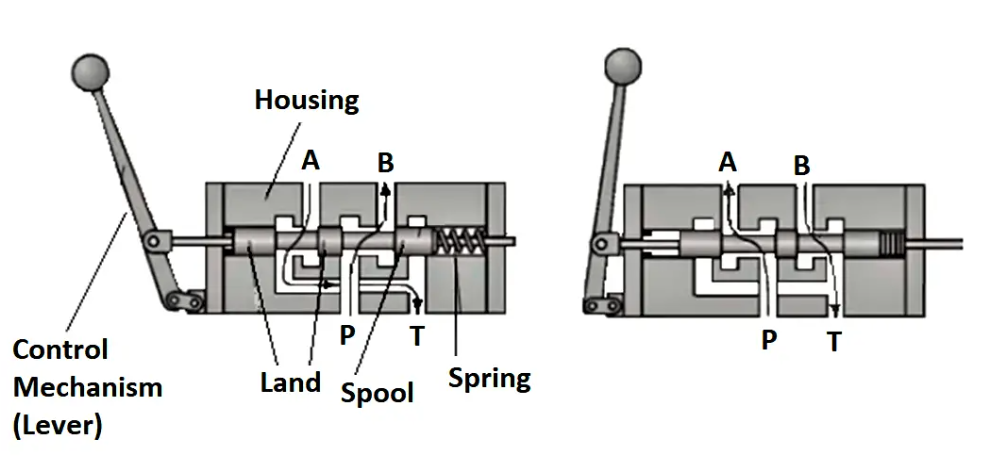 Housing
A
B
A
B
P
T
P
T
Land
Spool
Spring
Control
Mechanism
(Lever)